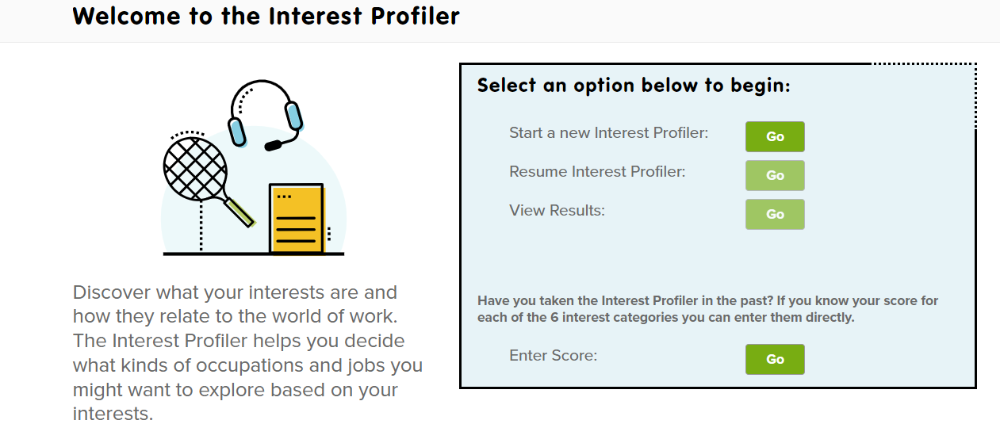 Welcome to the Interest Profiler
Discover what your interests are and
how they relate to the world of work.
The Interest Profiler helps you decide
what kinds of occupations and jobs you
might want to explore based on your
interests.
Select an option below to begin:
Start a new Interest Profiler: Go
Resume Interest Profiler: Go
View Results: Go
Have you taken the Interest Profiler in the past? If you know your score for
each of the 6 interest categories you can enter them directly.
Enter Score: Go